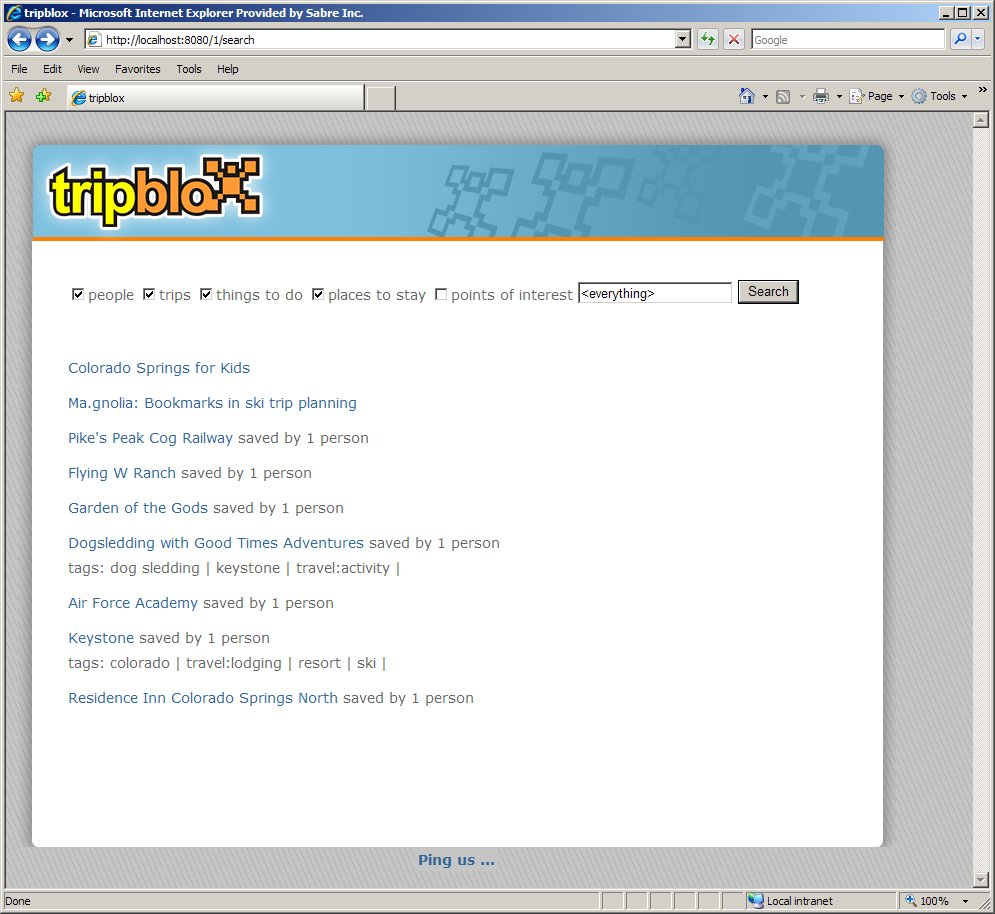 tripblox - Microsoft Internet Explorer Provided by Sabre Inc.
http://localhost:8080/1/search
Google
File Edit View Favorites Tools Help
tripblox
Page Tools »
tripblox
people trips things to do places to stay points of interest <everything> Search
Colorado Springs for Kids
Ma.gnolia: Bookmarks in ski trip planning
Pike's Peak Cog Railway saved by 1 person
Flying W Ranch saved by 1 person
Garden of the Gods saved by 1 person
Dogsledding with Good Times Adventures saved by 1 person
tags: dog sledding | keystone | travel:activity |
Air Force Academy saved by 1 person
Keystone saved by 1 person
tags: colorado | travel:lodging | resort | ski |
Residence Inn Colorado Springs North saved by 1 person
Ping us ...
Done Local intranet 100%